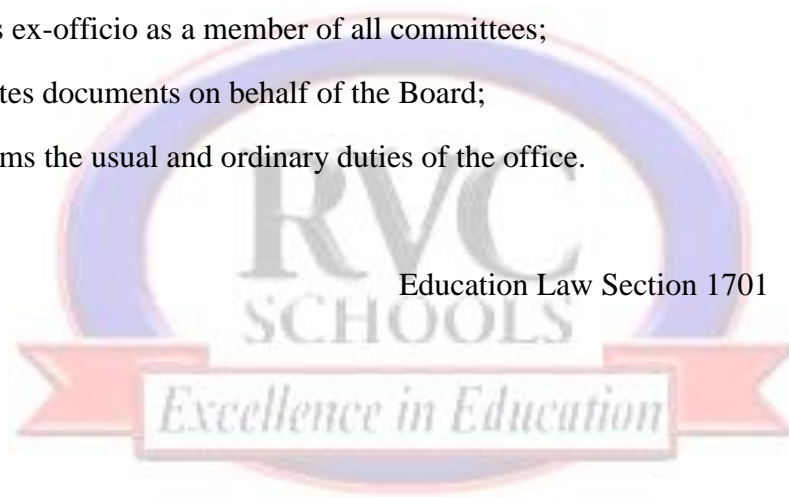 s ex-officio as a member of all committees;
tes documents on behalf of the Board;
ms the usual and ordinary duties of the office.
RVC
Education Law Section 1701
SCHOOLS
Excellence in Education